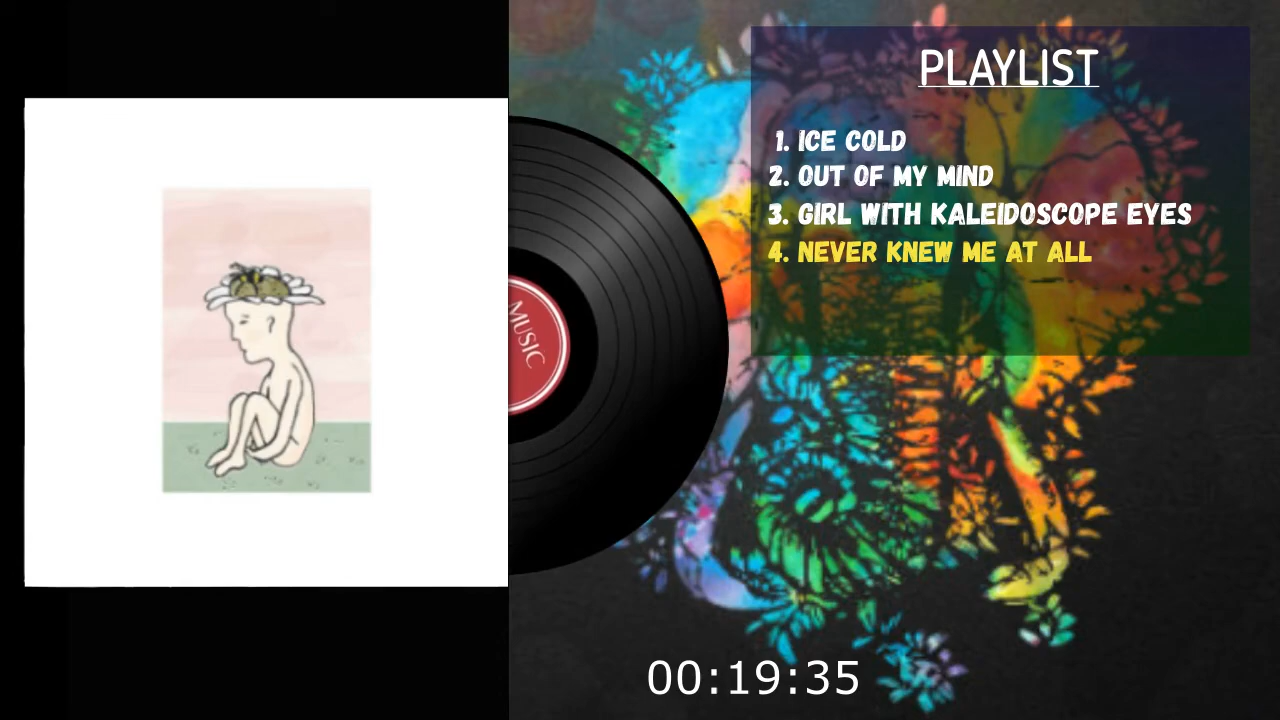 PLAYLIST
1. ICE COLD
2. OUT OF MY MIND
3. GIRL WITH KALEIDOSCOPE EYES
4. NEVER KNEW ME AT ALL
MUSIC
00:19:35